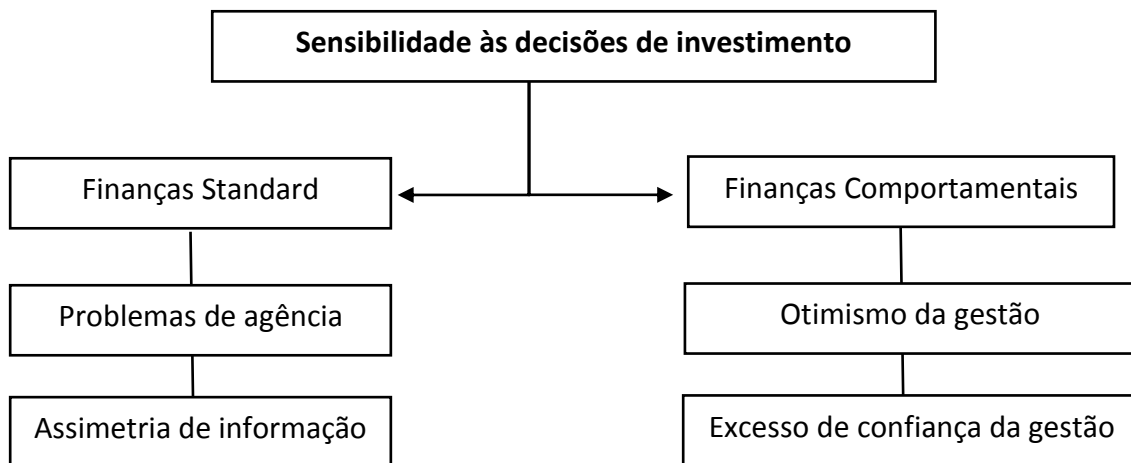 Sensibilidade às decisões de investimento
Finanças Standard
Finanças Comportamentais
Problemas de agência
Otimismo da gestão
Assimetria de informação
Excesso de confiança da gestão